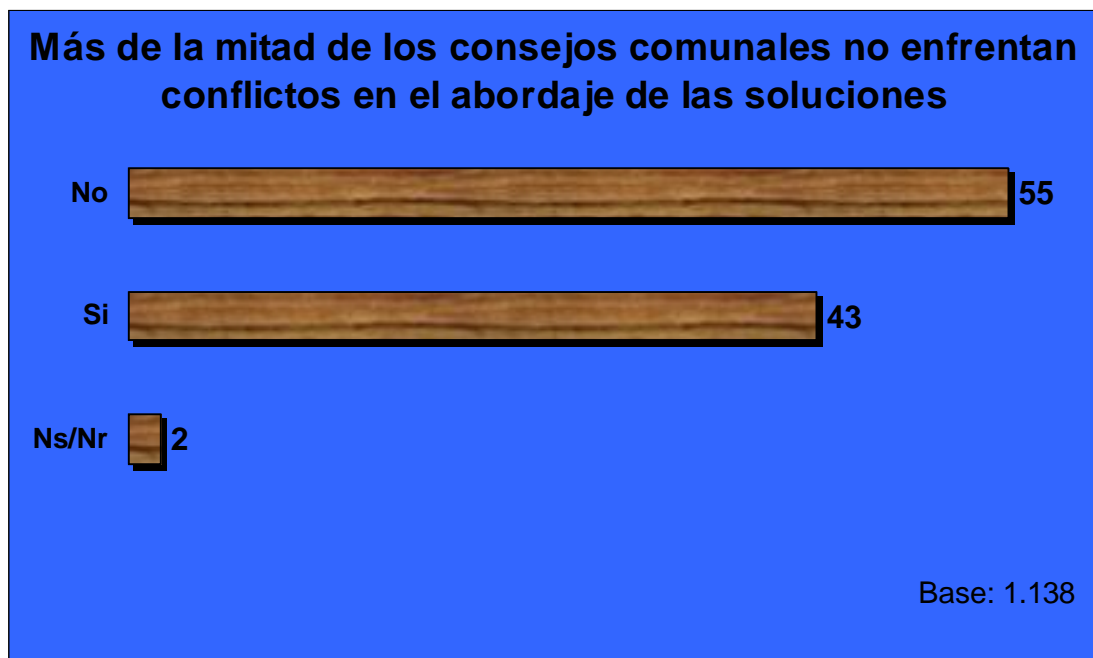 Más de la mitad de los consejos comunales no enfrentan
conflictos en el abordaje de las soluciones
No 55
Si 43
Ns/Nr 2
Base: 1.138